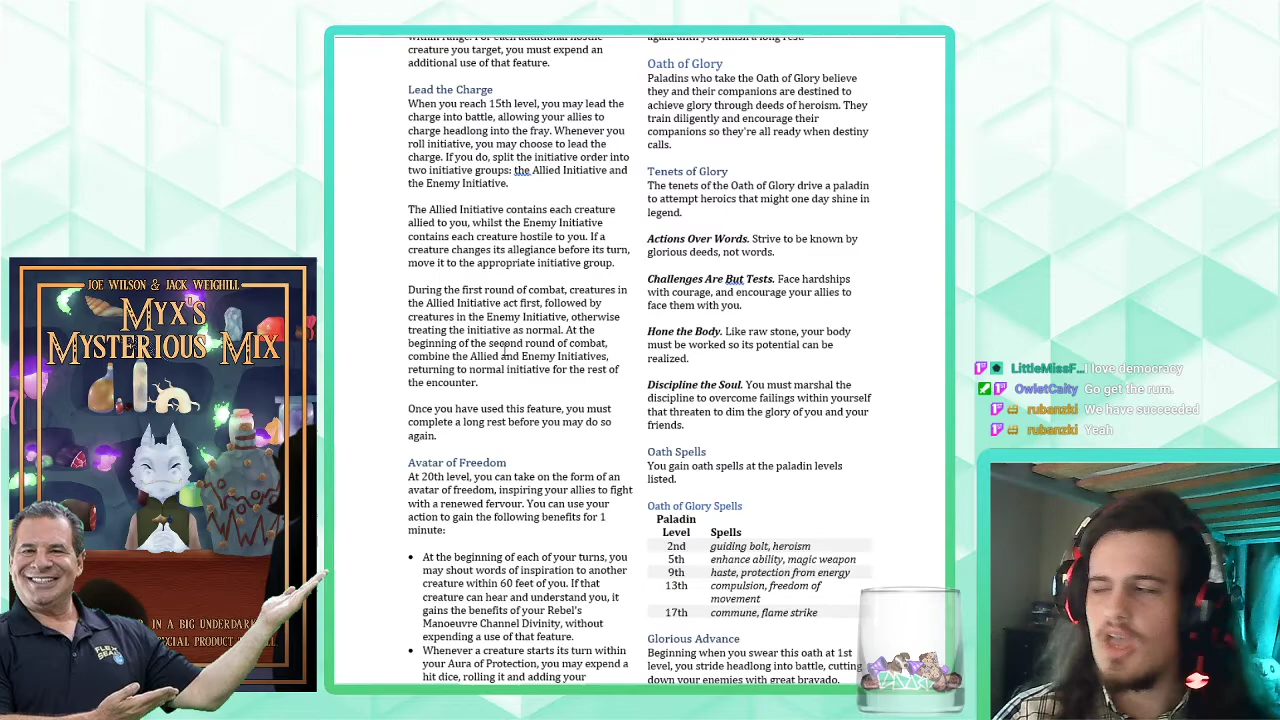 JOE WILSON & JACK WEIGHILL
MYX'S
MYSTERIOUS MIX
creature you target, you must expend an
additional use of that feature.
Lead the Charge
When you reach 15th level, you may lead the
charge into battle, allowing your allies to
charge headlong into the fray. Whenever you
roll initiative, you may choose to lead the
charge. If you do, split the initiative order into
two initiative groups: the Allied Initiative and
the Enemy Initiative.
The Allied Initiative contains each creature
allied to you, whilst the Enemy Initiative
contains each creature hostile to you. If a
creature changes its allegiance before its turn,
move it to the appropriate initiative group.
During the first round of combat, creatures in
the Allied Initiative act first, followed by
creatures in the Enemy Initiative, otherwise
treating the initiative as normal. At the
beginning of the second round of combat,
combine the Allied and Enemy Initiatives,
returning to normal initiative for the rest of
the encounter.
Once you have used this feature, you must
complete a long rest before you may do so
again.
Avatar of Freedom
At 20th level, you can take on the form of an
avatar of freedom, inspiring your allies to fight
with a renewed fervour. You can use your
action to gain the following benefits for 1
minute:
• At the beginning of each of your turns, you
may shout words of inspiration to another
creature within 60 feet of you. If that
creature can hear and understand you, it
gains the benefits of your Rebel's
Manoeuvre Channel Divinity, without
expending a use of that feature.
• Whenever a creature starts its turn within
your Aura of Protection, you may expend a
hit dice, rolling it and adding your
again until you finish a long rest.
Oath of Glory
Paladins who take the Oath of Glory believe
they and their companions are destined to
achieve glory through deeds of heroism. They
train diligently and encourage their
companions so they're all ready when destiny
calls.
Tenets of Glory
The tenets of the Oath of Glory drive a paladin
to attempt heroics that might one day shine in
legend.
Actions Over Words. Strive to be known by
glorious deeds, not words.
Challenges Are But Tests. Face hardships
with courage, and encourage your allies to
face them with you.
Hone the Body. Like raw stone, your body
must be worked so its potential can be
realized.
Discipline the Soul. You must marshal the
discipline to overcome failings within yourself
that threaten to dim the glory of you and your
friends.
Oath Spells
You gain oath spells at the paladin levels
listed.
Oath of Glory Spells
Paladin
Level Spells
2nd guiding bolt, heroism
5th enhance ability, magic weapon
9th haste, protection from energy
13th compulsion, freedom of
movement
17th commune, flame strike
Glorious Advance
Beginning when you swear this oath at 1st
level, you stride headlong into battle, cutting
down your enemies with great bravado.
LittleMissF... I love democracy
OwletCaity Go get the rum.
rubanzki We have succeeded
rubanzki Yeah